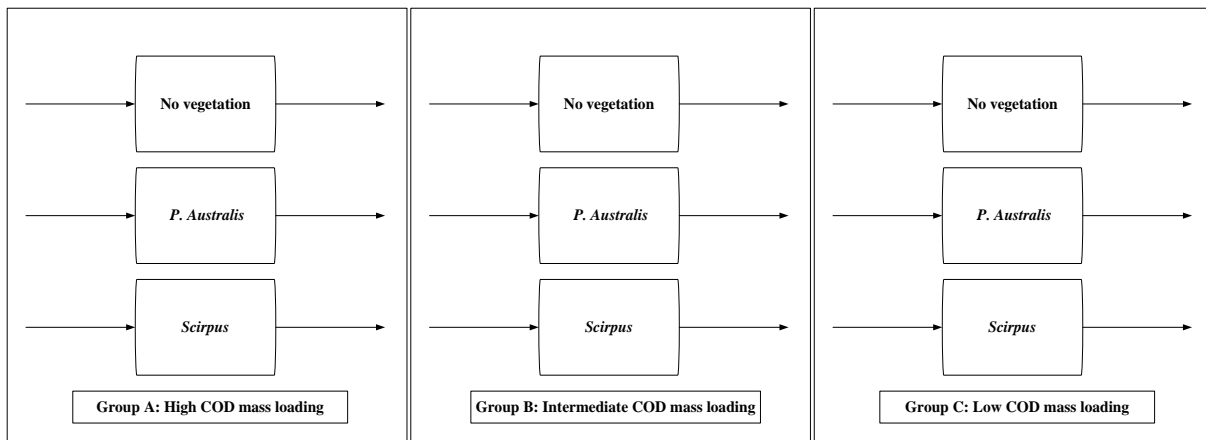 No vegetation
P. Australis
Scirpus
Group A: High COD mass loading
No vegetation
P. Australis
Scirpus
Group B: Intermediate COD mass loading
No vegetation
P. Australis
Scirpus
Group C: Low COD mass loading